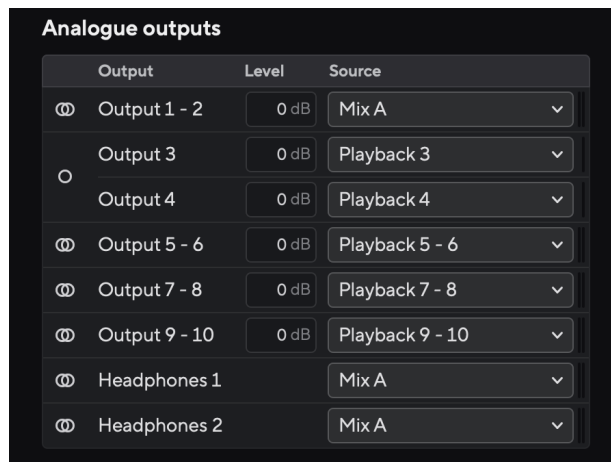 Analogue outputs
Output Level Source
Output 1 - 2 0 dB Mix A
Output 3 0 dB Playback 3
Output 4 0 dB Playback 4
Output 5 - 6 0 dB Playback 5 - 6
Output 7 - 8 0 dB Playback 7 - 8
Output 9 - 10 0 dB Playback 9 - 10
Headphones 1 Mix A
Headphones 2 Mix A